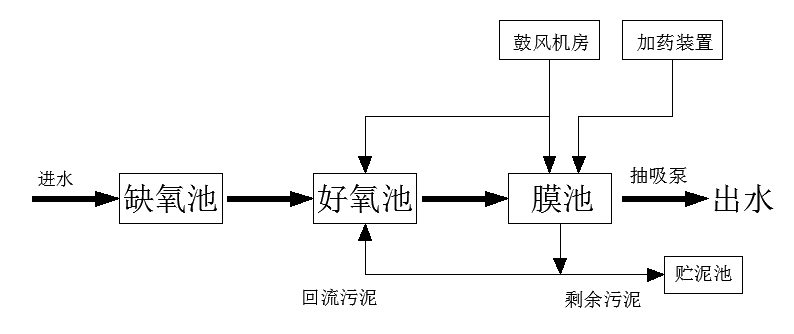 鼓风机房
加药装置
进水
缺氧池
好氧池
膜池
抽吸泵
出水
贮泥池
回流污泥
剩余污泥